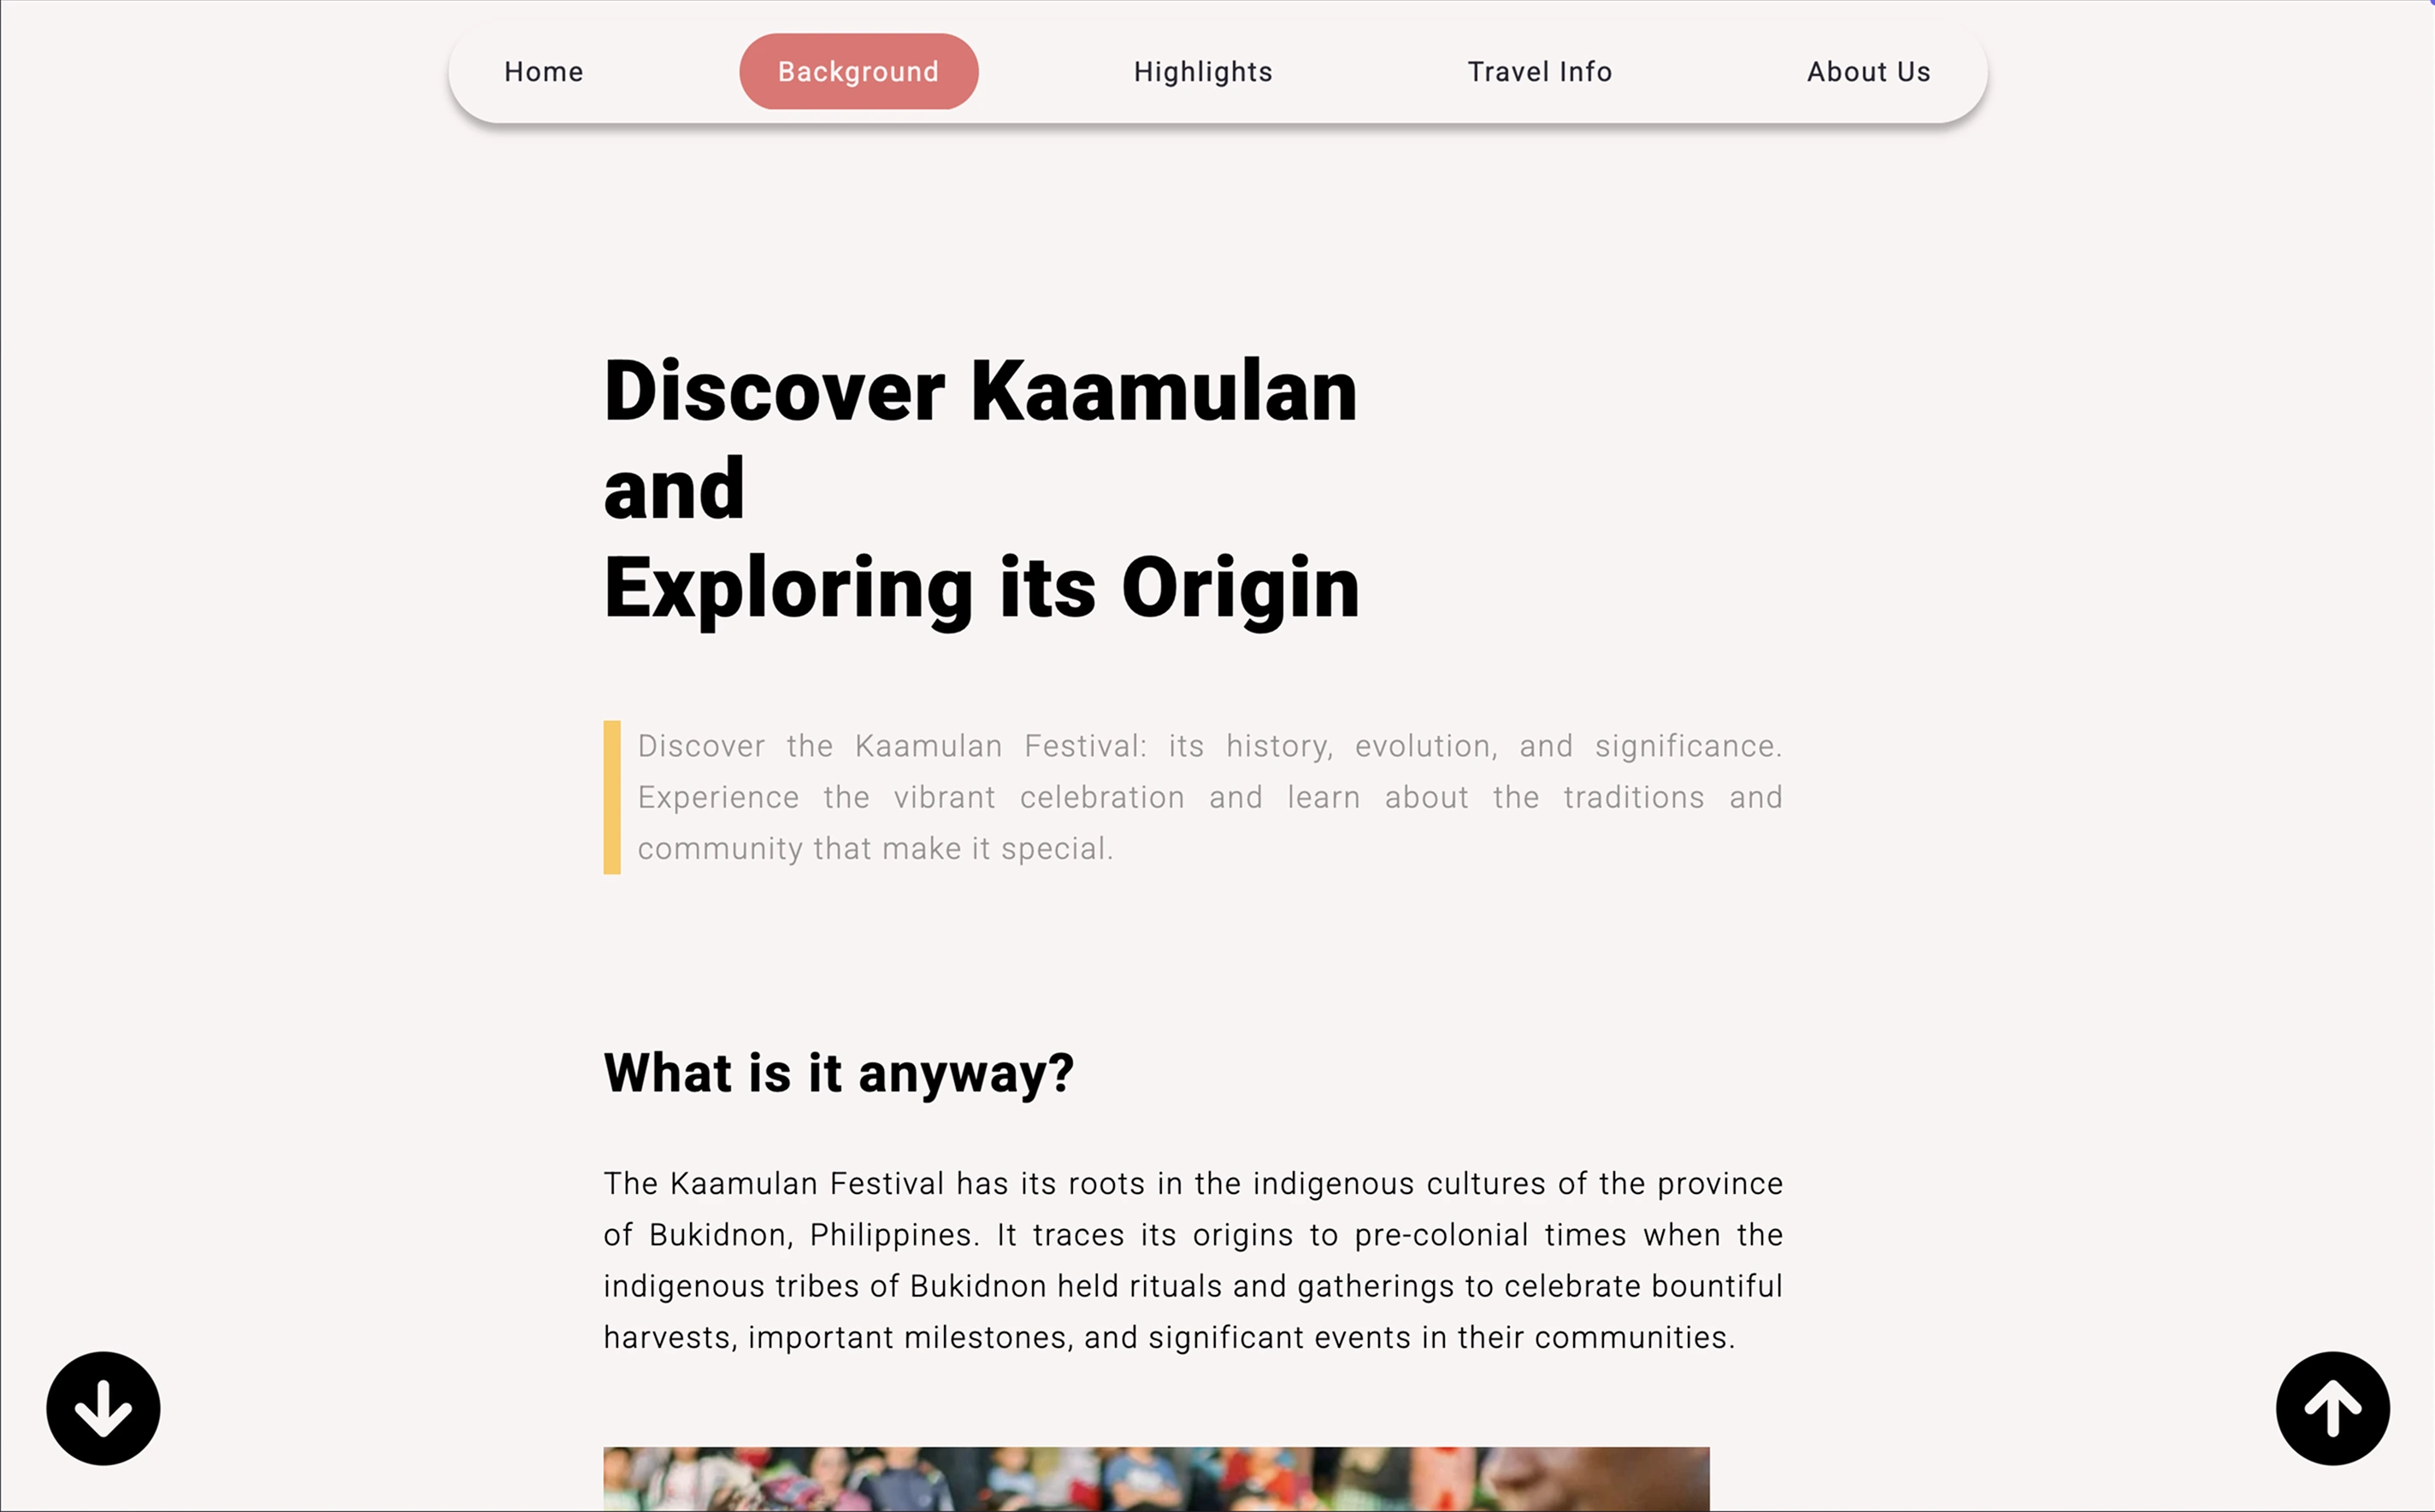 Home
Background
Highlights
Travel Info
About Us
Discover Kaamulan
and
Exploring its Origin
Discover the Kaamulan Festival: its history, evolution, and significance.
Experience the vibrant celebration and learn about the traditions and
community that make it special.
What is it anyway?
The Kaamulan Festival has its roots in the indigenous cultures of the province
of Bukidnon, Philippines. It traces its origins to pre-colonial times when the
indigenous tribes of Bukidnon held rituals and gatherings to celebrate bountiful
harvests, important milestones, and significant events in their communities.